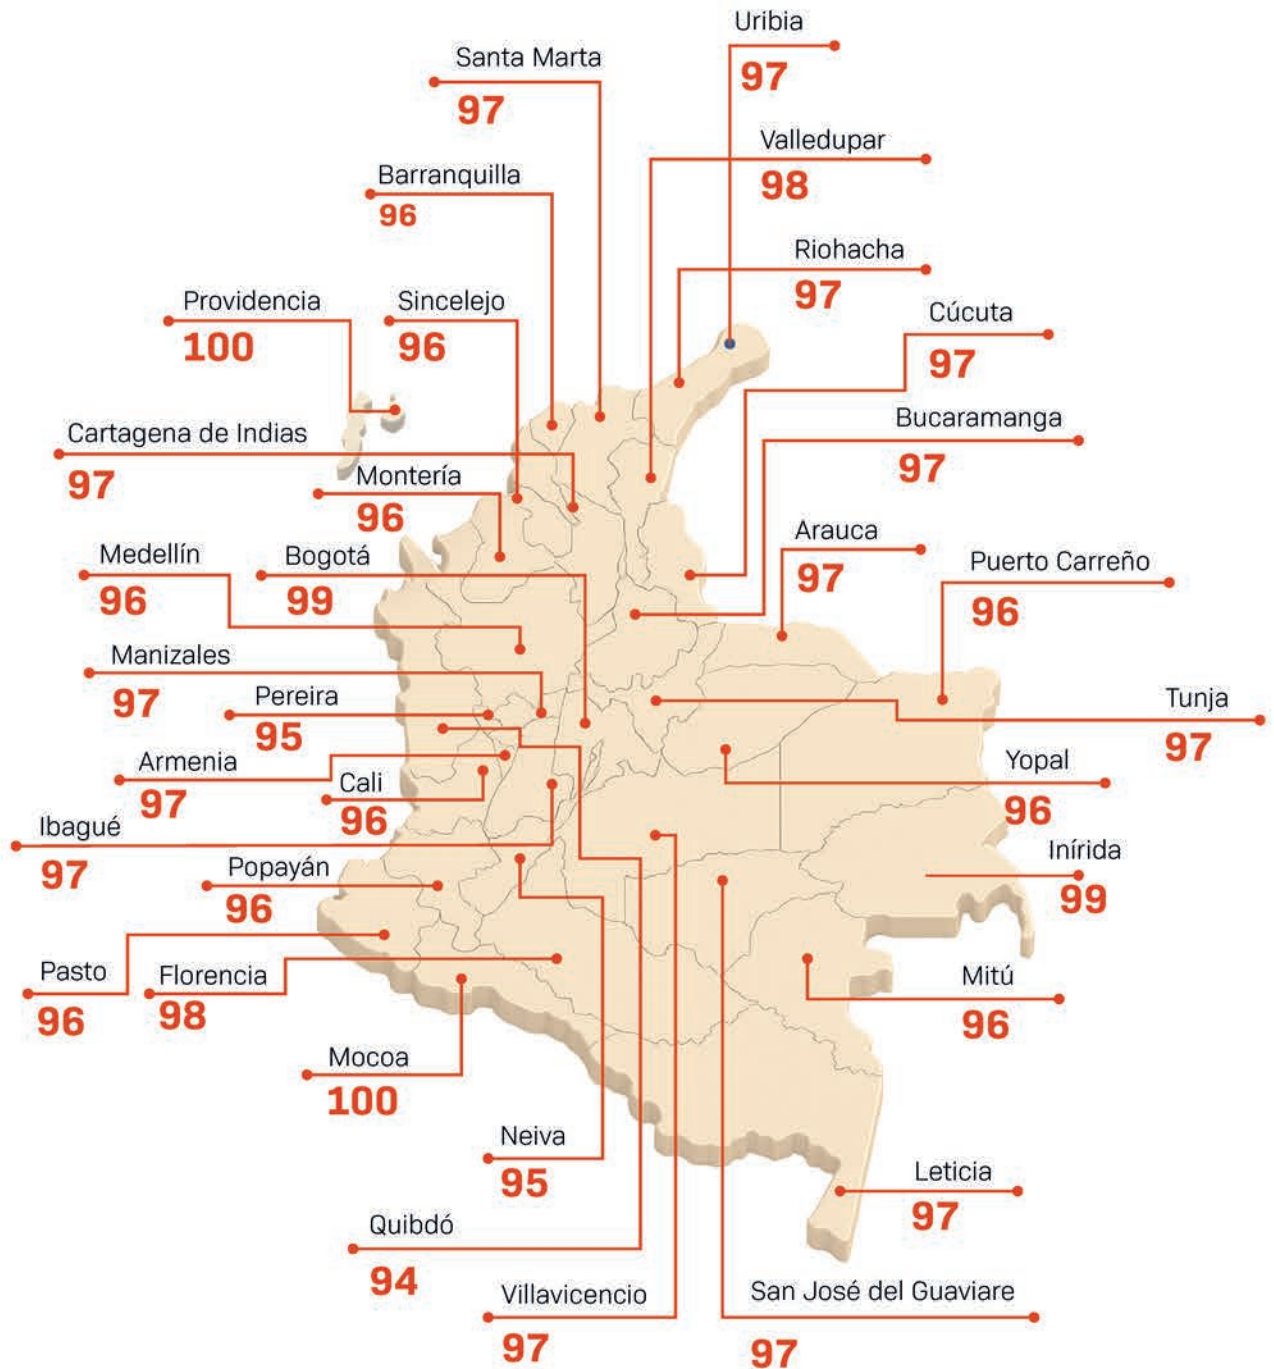 Uribia
97
Santa Marta
97
Valledupar
98
Barranquilla
96
Riohacha
97
Providencia
100
Sincelejo
96
Cúcuta
97
Cartagena de Indias
97
Bucaramanga
97
Montería
96
Arauca
97
Medellín
96
Bogotá
99
Puerto Carreño
96
Manizales
97
Pereira
95
Tunja
97
Armenia
97
Cali
96
Yopal
96
Ibagué
97
Inírida
99
Popayán
96
Pasto
96
Florencia
98
Mitú
96
Mocoa
100
Neiva
95
Leticia
97
Quibdó
94
Villavicencio
97
San José del Guaviare
97